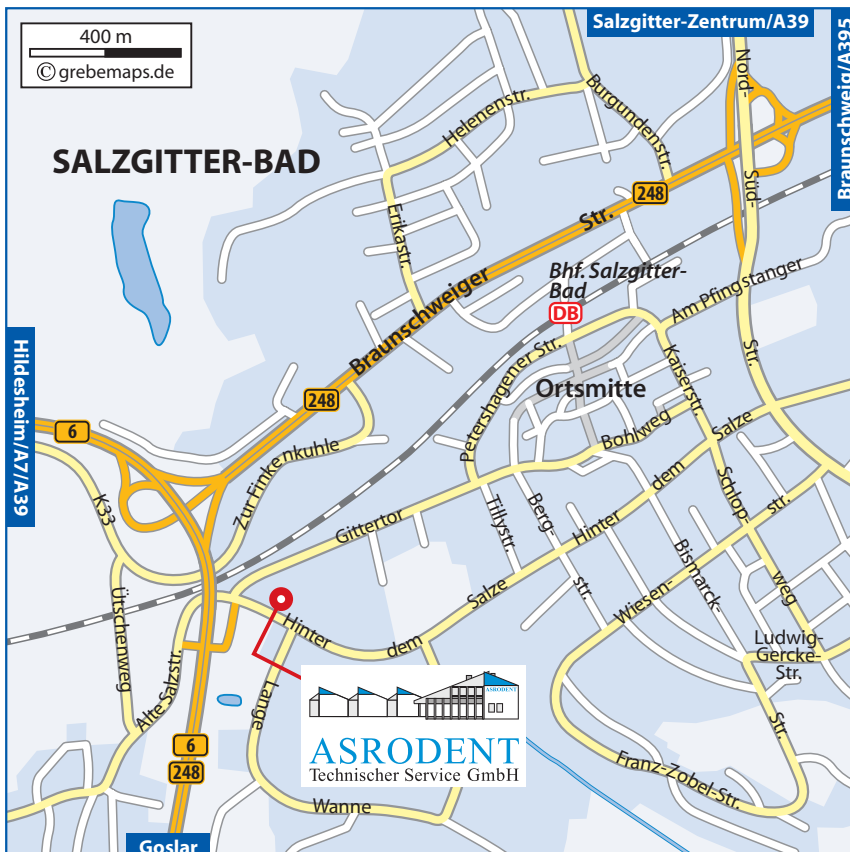 400 m
© grebemaps.de
Salzgitter-Zentrum/A39
Braunschweig/A395
SALZGITTER-BAD
Helenenstr.
Burgundenstr.
Nord-
Süd-
Str.
Erikastr.
248
Braunschweiger
Str.
Bhf. Salzgitter-
Bad
DB
Am Pfingstanger
Hildesheim/A7/A39
Petershagener Str.
Ortsmitte
Kaiserstr.
248
6
Bohlweg
Zur Finkenkuhle
K33
Gittertor
Tillystr.
Berg-
str.
Hinter
dem
Salze
Hinter
dem
Salze
Schlop-
weg
Bismarck-
Str.
Wiesen-
str.
Ütschenweg
Alte Salzstr.
Ludwig-
Gercke-
Str.
Lange
Wanne
ASRODENT
ASRODENT
Technischer Service GmbH
6
248
Franz-Zobel-Str.
Goslar